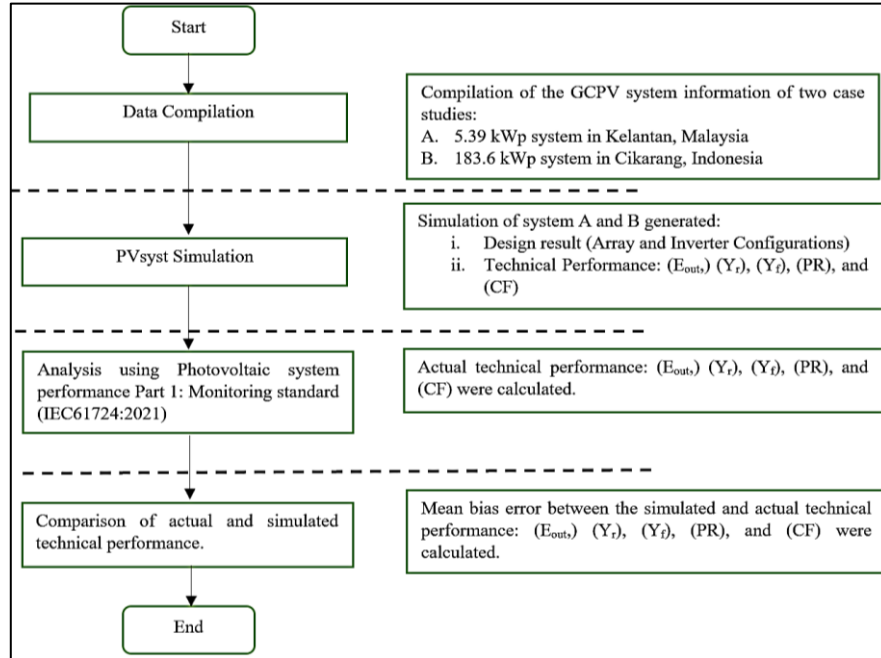 Start
Data Compilation
Compilation of the GCPV system information of two case
studies:
A. 5.39 kWp system in Kelantan, Malaysia
B. 183.6 kWp system in Cikarang, Indonesia
PVsyst Simulation
Simulation of system A and B generated:
i. Design result (Array and Inverter Configurations)
ii. Technical Performance: (Eout,) (Yr), (Yf), (PR), and
(CF)
Analysis using Photovoltaic system
performance Part 1: Monitoring standard
(IEC61724:2021)
Actual technical performance: (Eout,) (Yr), (Yf), (PR), and
(CF) were calculated.
Comparison of actual and simulated
technical performance.
Mean bias error between the simulated and actual technical
performance: (Eout,) (Yr), (Yf), (PR), and (CF) were
calculated.
End